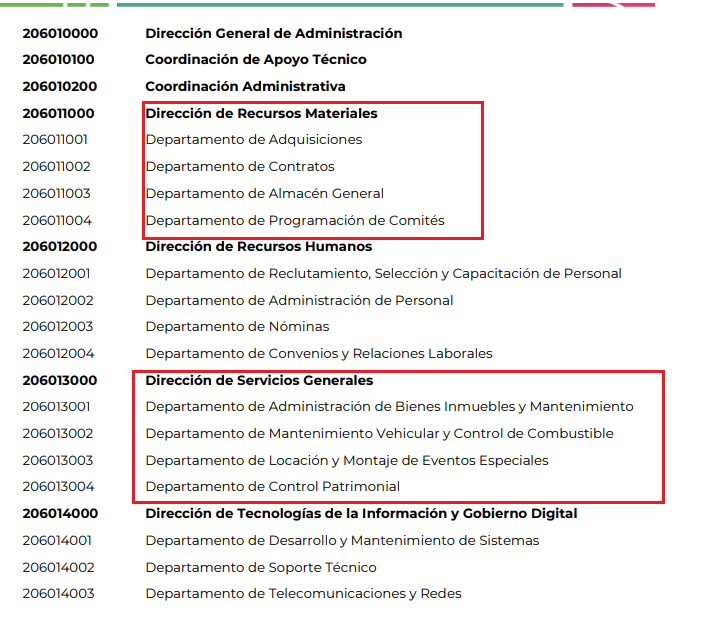 206010000 Dirección General de Administración
206010100 Coordinación de Apoyo Técnico
206010200 Coordinación Administrativa
206011000 Dirección de Recursos Materiales
206011001 Departamento de Adquisiciones
206011002 Departamento de Contratos
206011003 Departamento de Almacén General
206011004 Departamento de Programación de Comités
206012000 Dirección de Recursos Humanos
206012001 Departamento de Reclutamiento, Selección y Capacitación de Personal
206012002 Departamento de Administración de Personal
206012003 Departamento de Nóminas
206012004 Departamento de Convenios y Relaciones Laborales
206013000 Dirección de Servicios Generales
206013001 Departamento de Administración de Bienes Inmuebles y Mantenimiento
206013002 Departamento de Mantenimiento Vehicular y Control de Combustible
206013003 Departamento de Locación y Montaje de Eventos Especiales
206013004 Departamento de Control Patrimonial
206014000 Dirección de Tecnologías de la Información y Gobierno Digital
206014001 Departamento de Desarrollo y Mantenimiento de Sistemas
206014002 Departamento de Soporte Técnico
206014003 Departamento de Telecomunicaciones y Redes